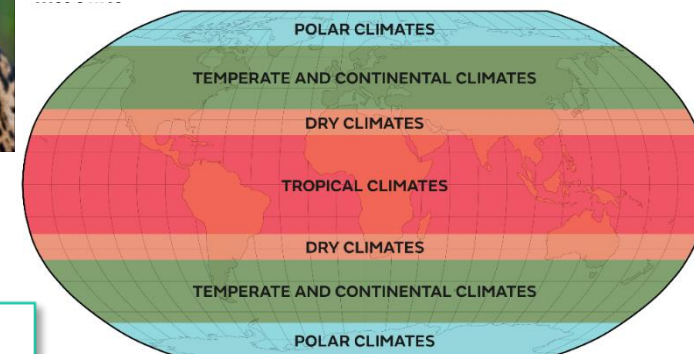 POLAR CLIMATES
TEMPERATE AND CONTINENTAL CLIMATES
DRY CLIMATES
TROPICAL CLIMATES
DRY CLIMATES
TEMPERATE AND CONTINENTAL CLIMATES
POLAR CLIMATES